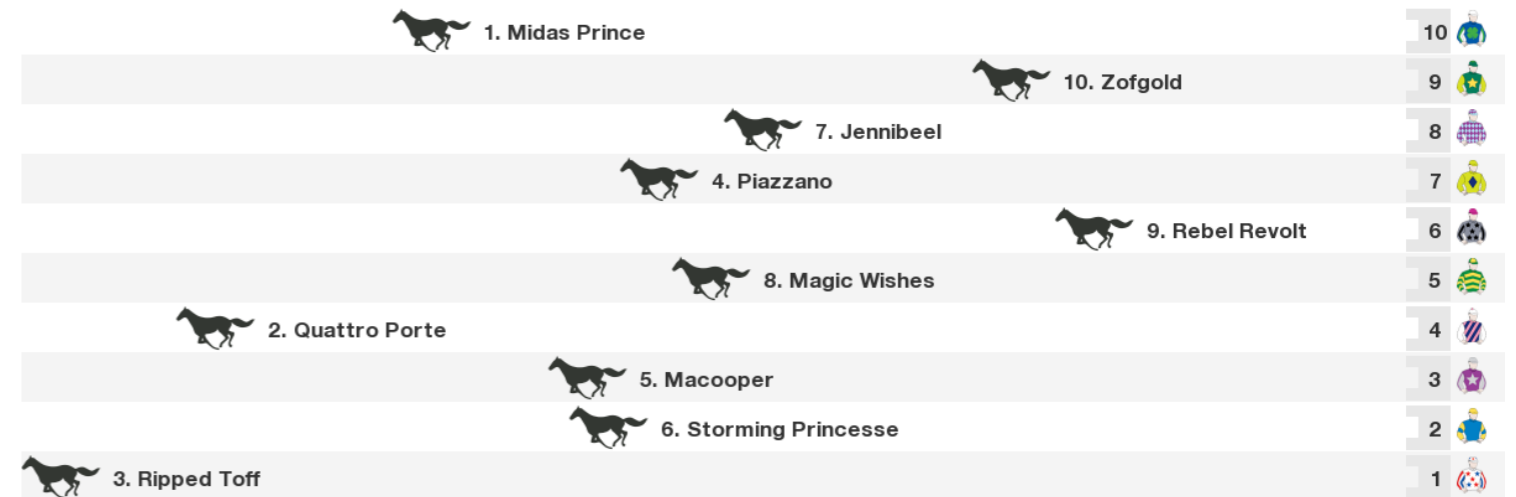 1. Midas Prince 10
10. Zofgold 9
7. Jennibeel 8
4. Piazzano 7
9. Rebel Revolt 6
8. Magic Wishes 5
2. Quattro Porte 4
5. Macooper 3
6. Storming Princesse 2
3. Ripped Toff 1